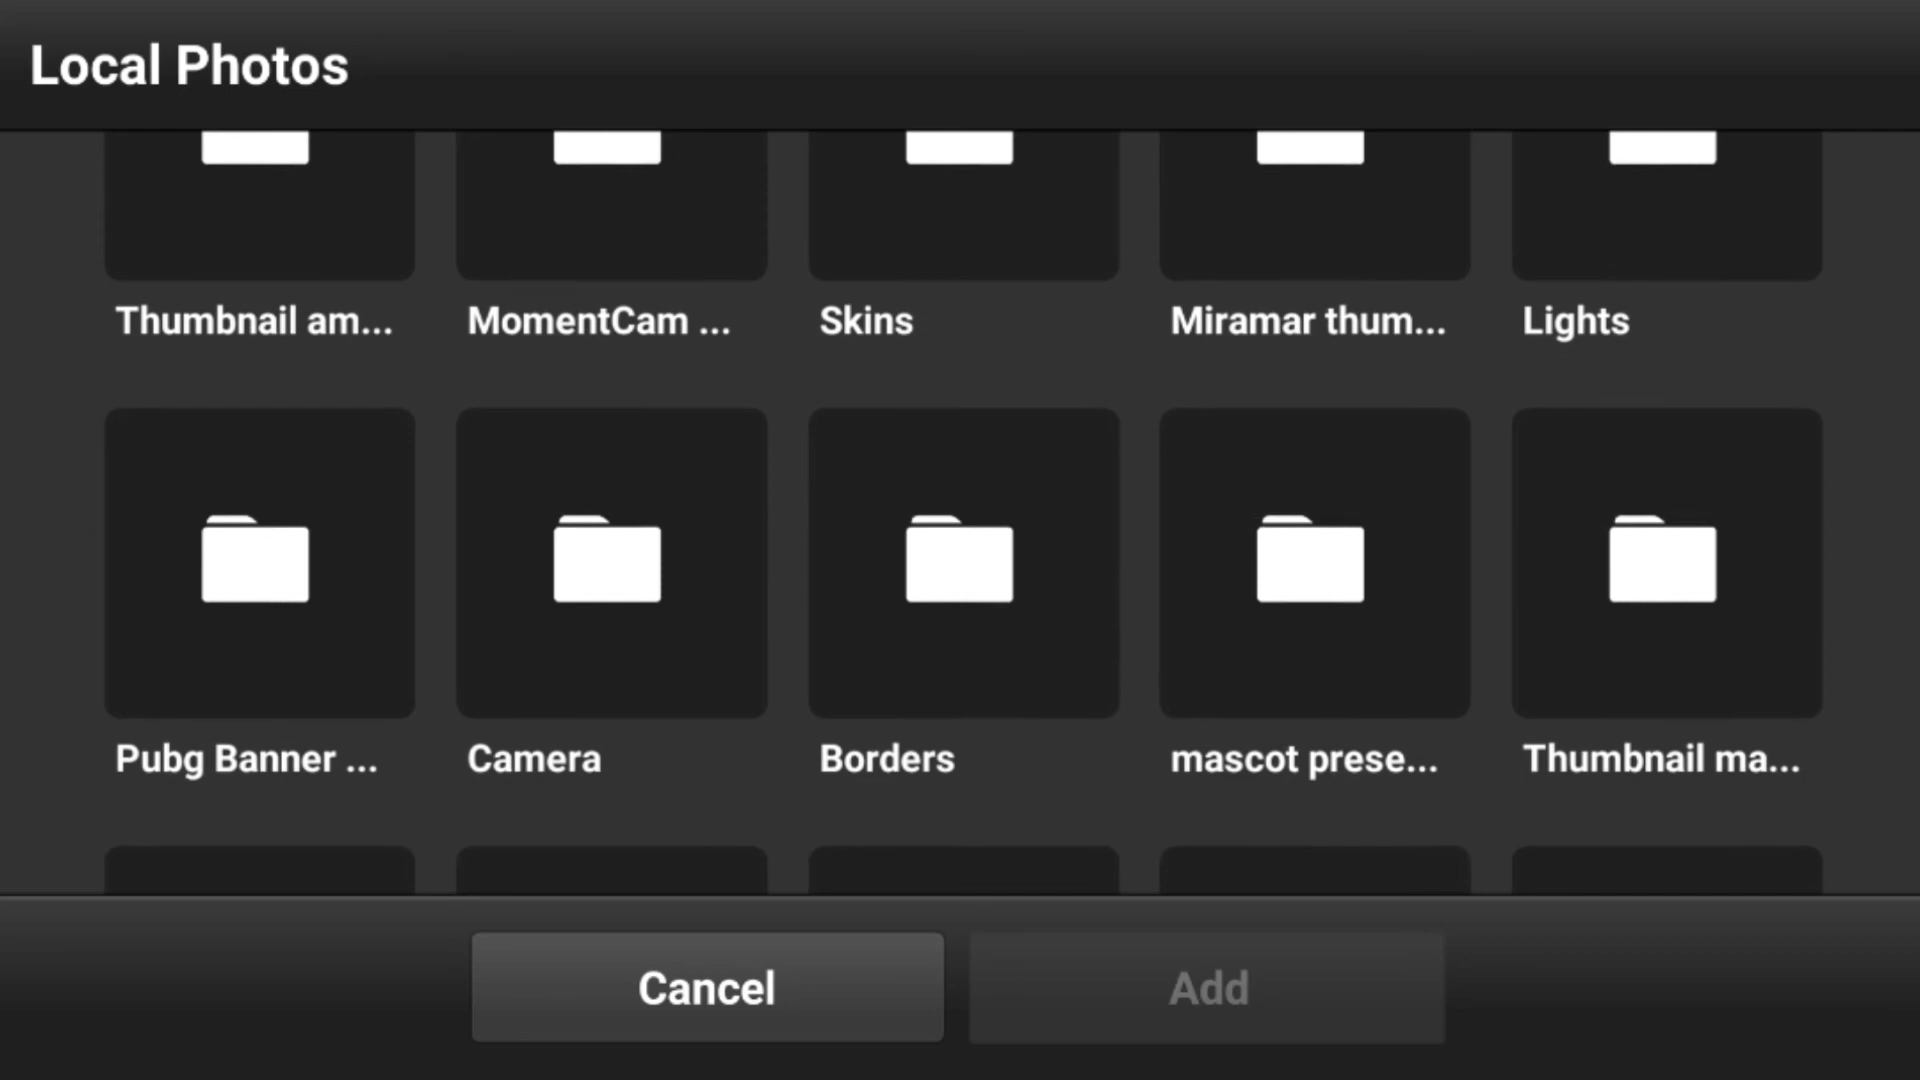 Local Photos
Thumbnail am...
MomentCam ...
Skins
Miramar thum...
Lights
Pubg Banner ...
Camera
Borders
mascot prese...
Thumbnail ma...
Cancel
Add